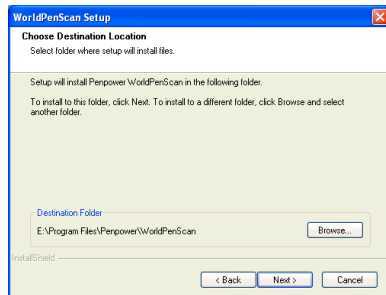 WorldPenScan Setup
Choose Destination Location
Select folder where setup will install files.
Setup will install Penpower WorldPenScan in the following folder.
To install to this folder, click Next. To install to a different folder, click Browse and select
another folder.
Destination Folder
E:\Program Files\Penpower\WorldPenScan
Browse...
InstallShield
< Back
Next >
Cancel